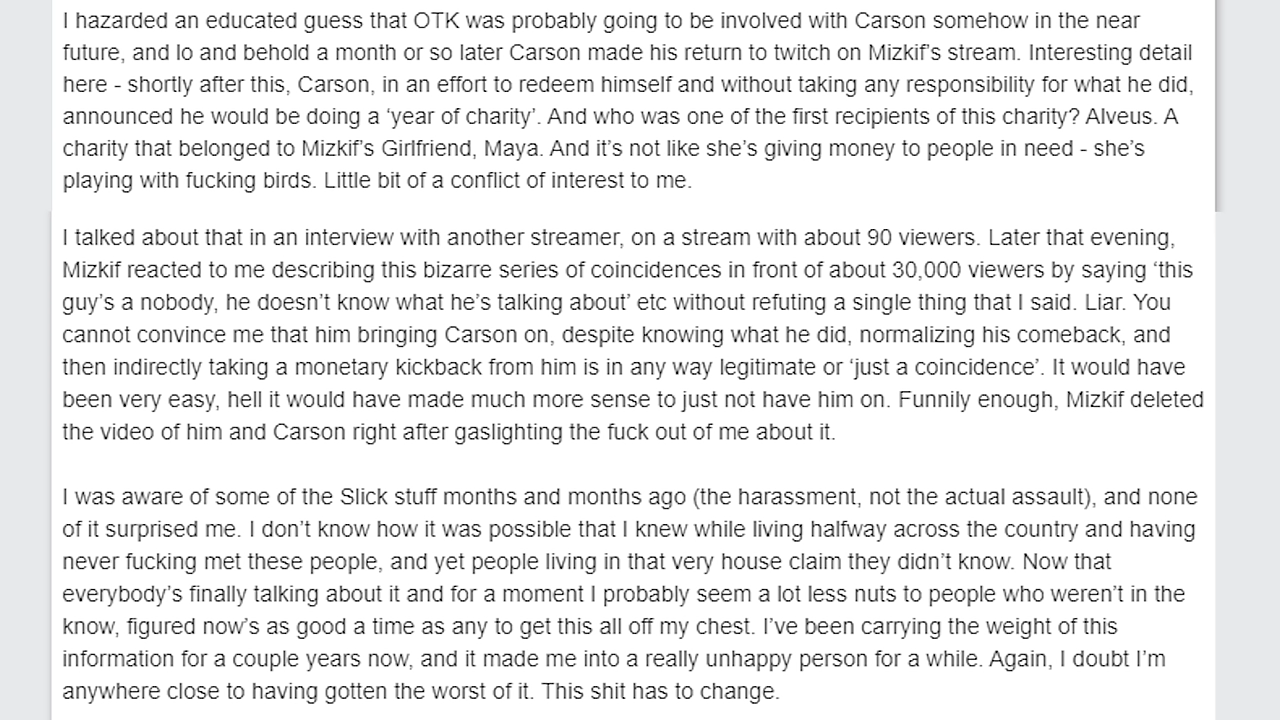 I hazarded an educated guess that OTK was probably going to be involved with Carson somehow in the near
future, and lo and behold a month or so later Carson made his return to twitch on Mizkif's stream. Interesting detail
here - shortly after this, Carson, in an effort to redeem himself and without taking any responsibility for what he did,
announced he would be doing a ‘year of charity’. And who was one of the first recipients of this charity? Alveus. A
charity that belonged to Mizkif's Girlfriend, Maya. And it’s not like she’s giving money to people in need - she’s
playing with fucking birds. Little bit of a conflict of interest to me.
I talked about that in an interview with another streamer, on a stream with about 90 viewers. Later that evening,
Mizkif reacted to me describing this bizarre series of coincidences in front of about 30,000 viewers by saying ‘this
guy’s a nobody, he doesn’t know what he’s talking about’ etc without refuting a single thing that I said. Liar. You
cannot convince me that him bringing Carson on, despite knowing what he did, normalizing his comeback, and
then indirectly taking a monetary kickback from him is in any way legitimate or ‘just a coincidence’. It would have
been very easy, hell it would have made much more sense to just not have him on. Funnily enough, Mizkif deleted
the video of him and Carson right after gaslighting the fuck out of me about it.
I was aware of some of the Slick stuff months and months ago (the harassment, not the actual assault), and none
of it surprised me. I don’t know how it was possible that I knew while living halfway across the country and having
never fucking met these people, and yet people living in that very house claim they didn’t know. Now that
everybody’s finally talking about it and for a moment I probably seem a lot less nuts to people who weren’t in the
know, figured now’s as good a time as any to get this all off my chest. I’ve been carrying the weight of this
information for a couple years now, and it made me into a really unhappy person for a while. Again, I doubt I’m
anywhere close to having gotten the worst of it. This shit has to change.